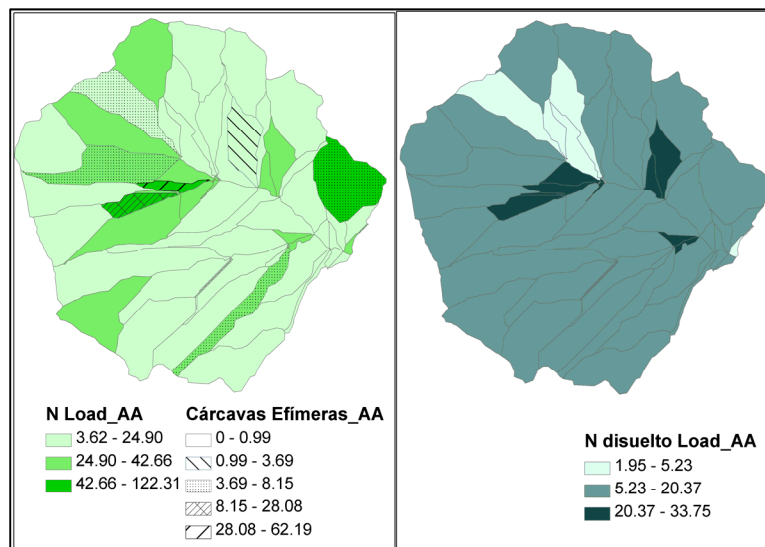 N Load_AA
3.62 - 24.90
24.90 - 42.66
42.66 - 122.31
Cárcavas Efímeras_AA
0 - 0.99
0.99 - 3.69
3.69 - 8.15
8.15 - 28.08
28.08 - 62.19
N disuelto Load_AA
1.95 - 5.23
5.23 - 20.37
20.37 - 33.75